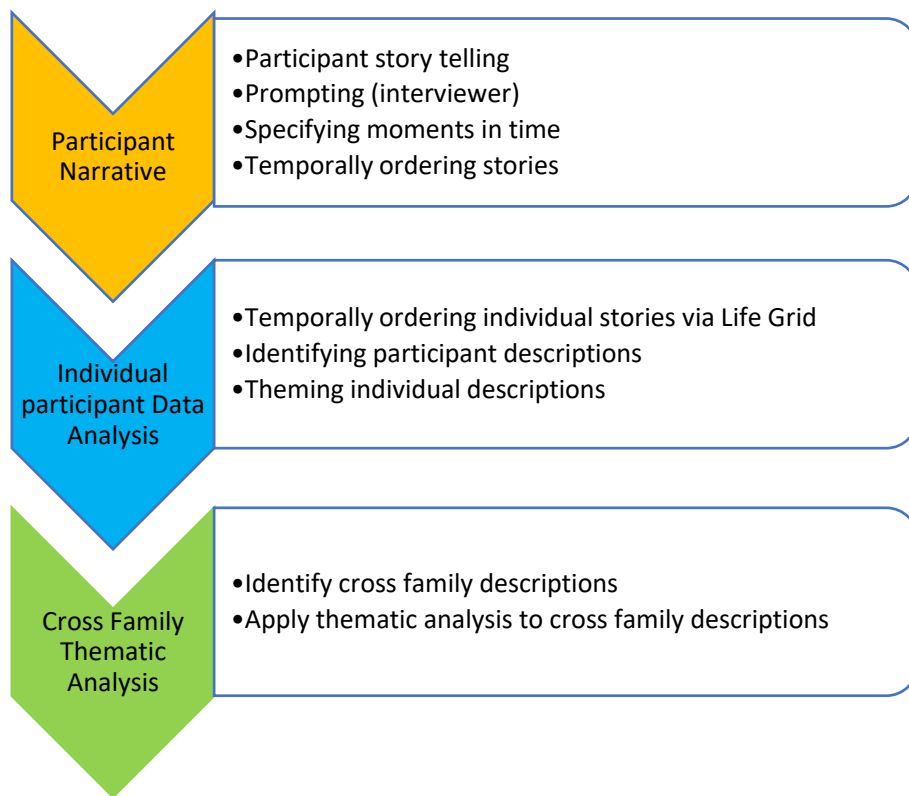 Participant
Narrative
•Participant story telling
•Prompting (interviewer)
•Specifying moments in time
•Temporally ordering stories
Individual
participant Data
Analysis
•Temporally ordering individual stories via Life Grid
•Identifying participant descriptions
•Theming individual descriptions
Cross Family
Thematic
Analysis
•Identify cross family descriptions
•Apply thematic analysis to cross family descriptions